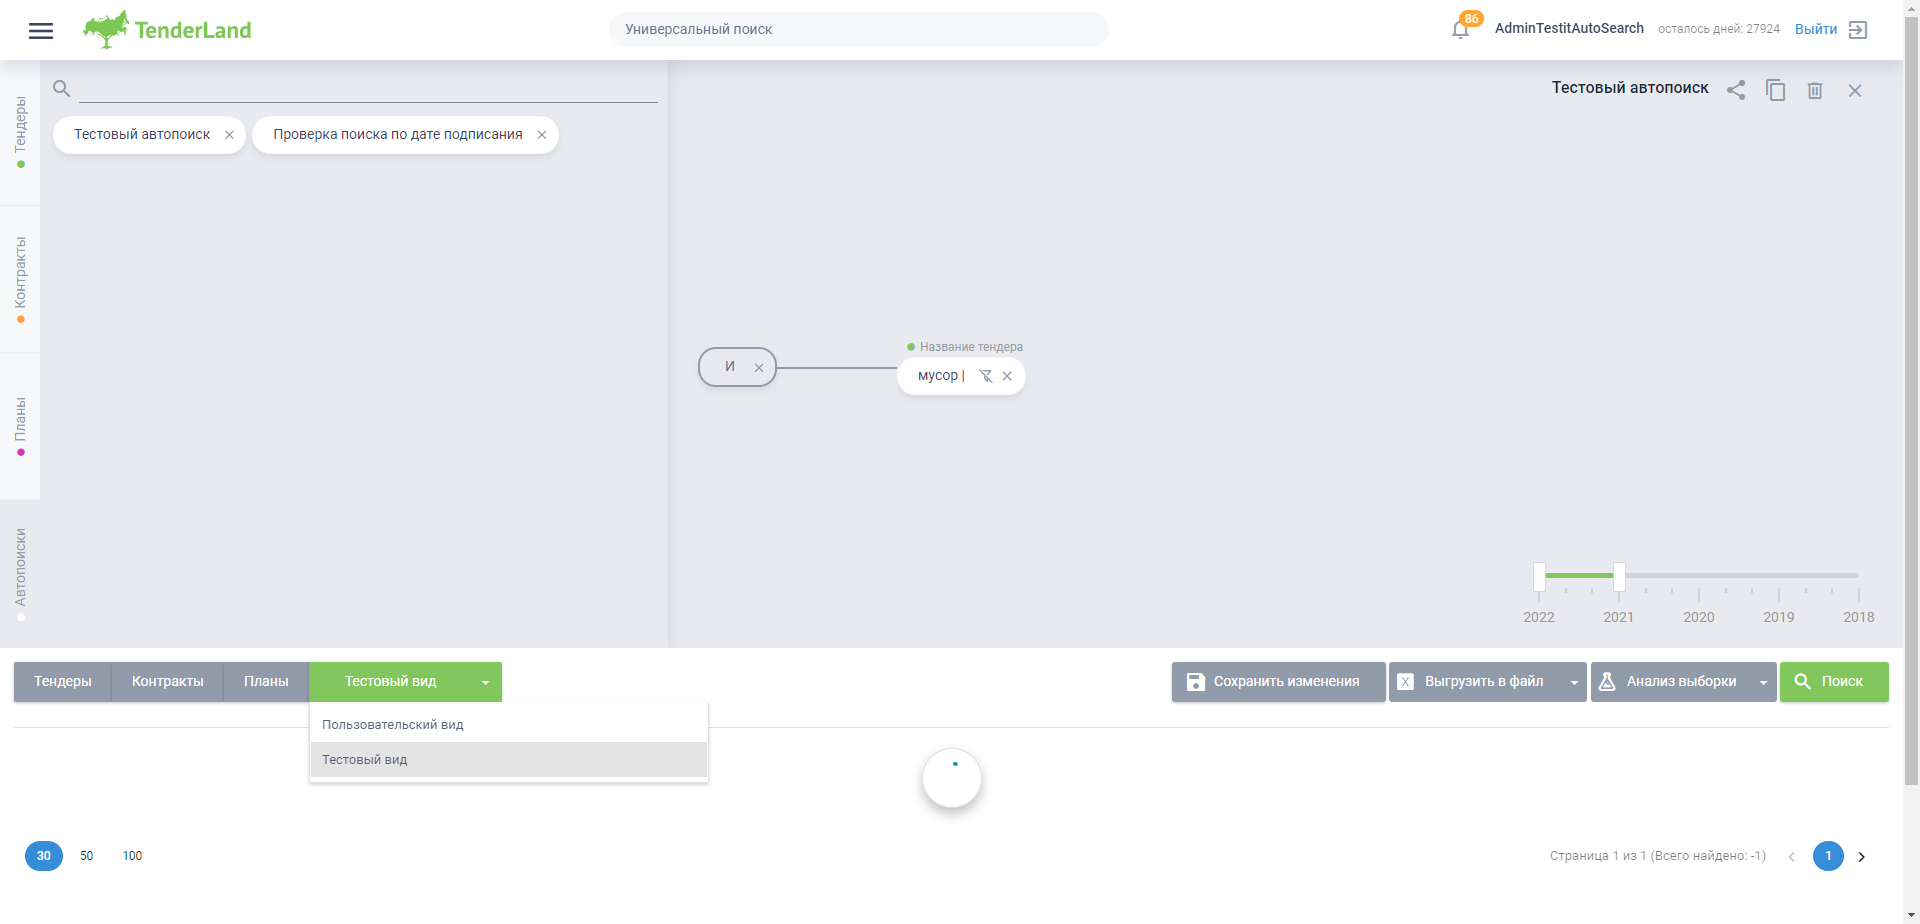 TenderLand
Универсальный поиск
86
AdminTestitAutoSearch
осталось дней: 27924
Выйти
Тендеры
Контракты
Планы
Автопоиски
Тестовый автопоиск
Проверка поиска по дате подписания
Тестовый автопоиск
И
Название тендера
мусор |
2022 2021 2020 2019 2018
Тендеры Контракты Планы Тестовый вид
Сохранить изменения
X Выгрузить в файл
Анализ выборки
Поиск
Пользовательский вид
Тестовый вид
30 50 100
Страница 1 из 1 (Всего найдено: -1)
1